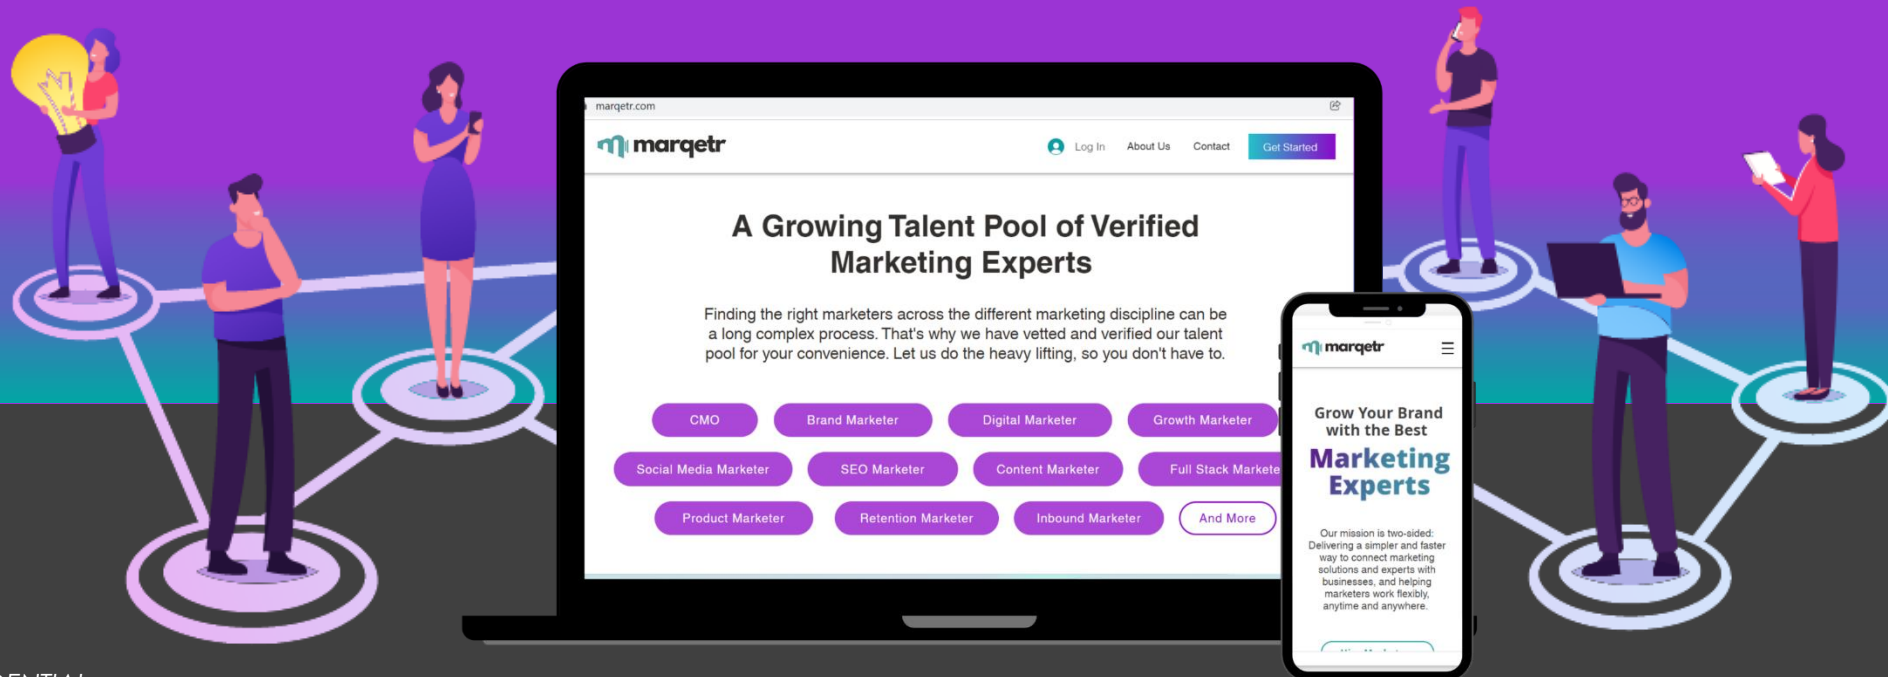 marqetr.com
marqetr
Log In
About Us
Contact
Get Started
A Growing Talent Pool of Verified
Marketing Experts
Finding the right marketers across the different marketing discipline can be
a long complex process. That's why we have vetted and verified our talent
pool for your convenience. Let us do the heavy lifting, so you don't have to.
CMO
Brand Marketer
Digital Marketer
Growth Marketer
Social Media Marketer
SEO Marketer
Content Marketer
Full Stack Markete
Product Marketer
Retention Marketer
Inbound Marketer
And More
marqetr
Grow Your Brand
with the Best
Marketing
Experts
Our mission is two-sided:
Delivering a simpler and faster
way to connect marketing
solutions and experts with
businesses, and helping
marketers work flexibly,
anytime and anywhere.